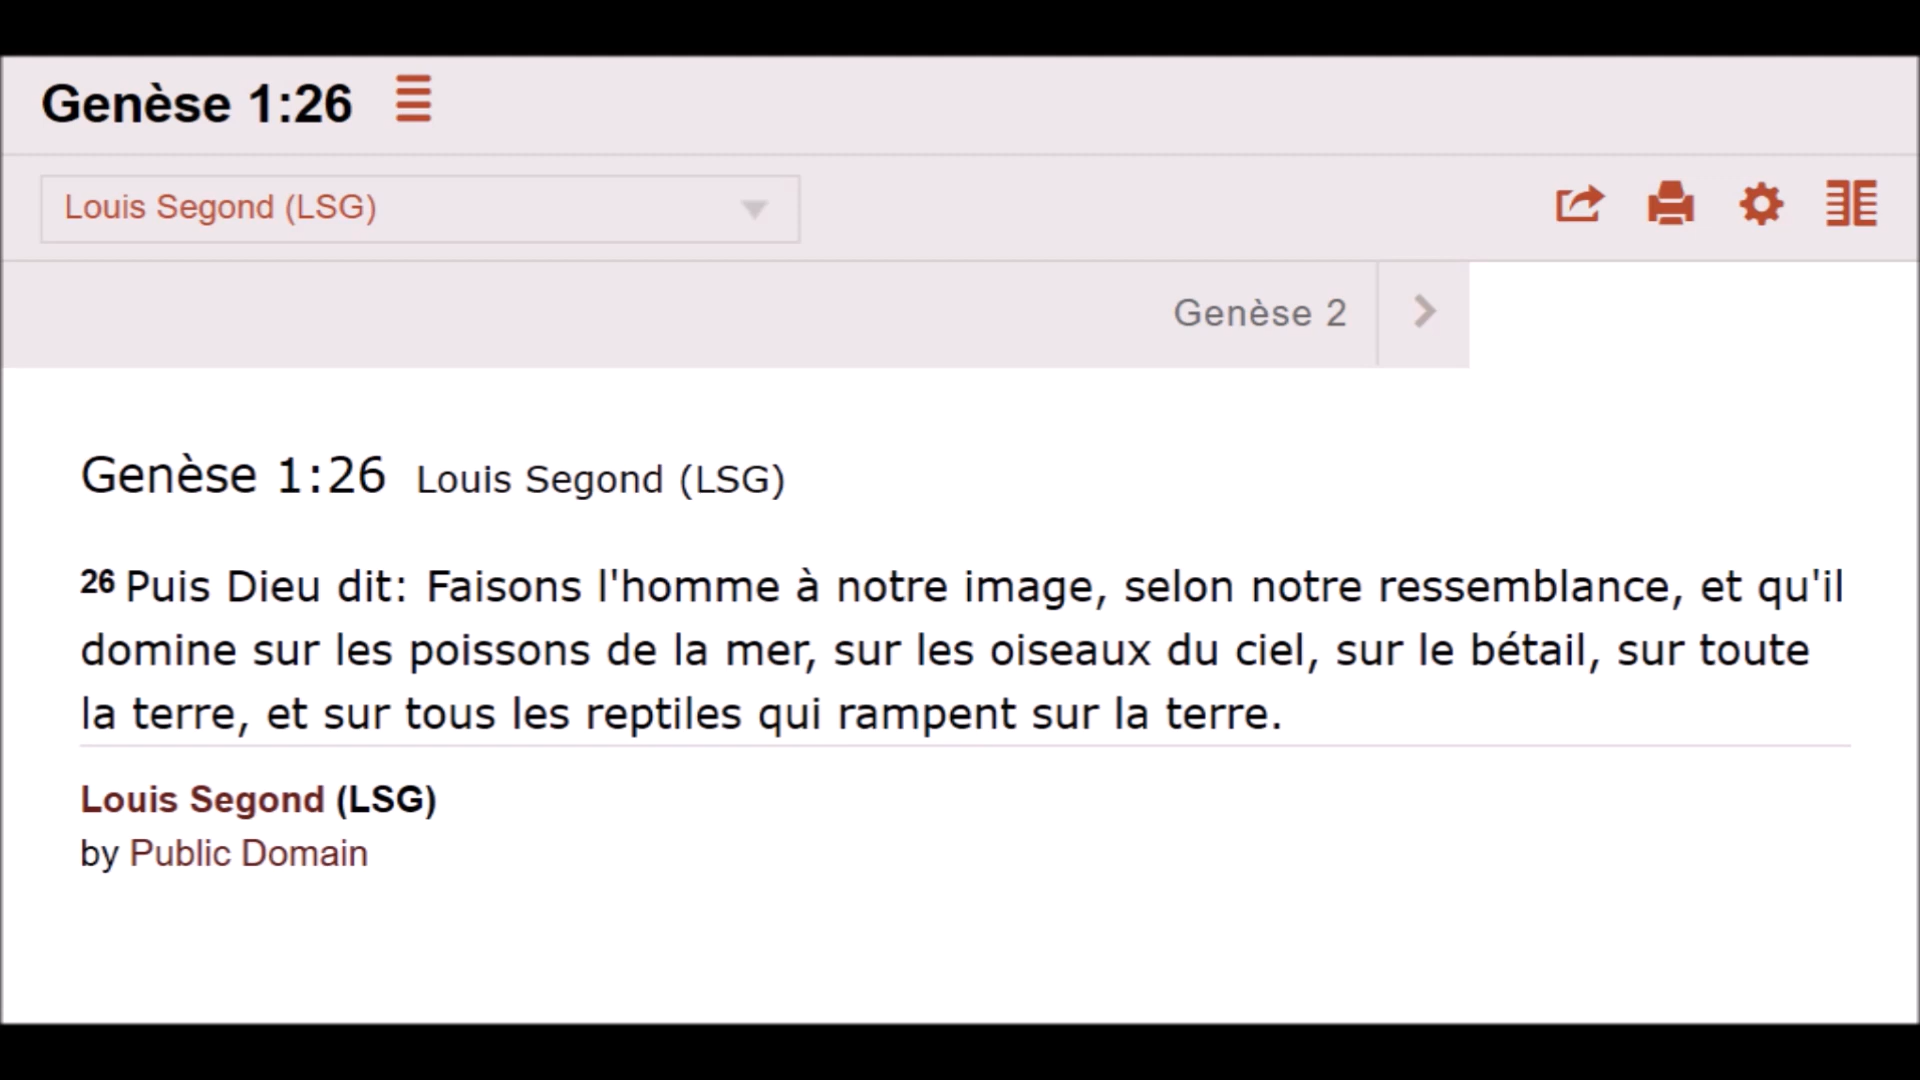 Genèse 1:26
Louis Segond (LSG)
Genèse 2
Genèse 1:26 Louis Segond (LSG)
26 Puis Dieu dit: Faisons l'homme à notre image, selon notre ressemblance, et qu'il
domine sur les poissons de la mer, sur les oiseaux du ciel, sur le bétail, sur toute
la terre, et sur tous les reptiles qui rampent sur la terre.
Louis Segond (LSG)
by Public Domain